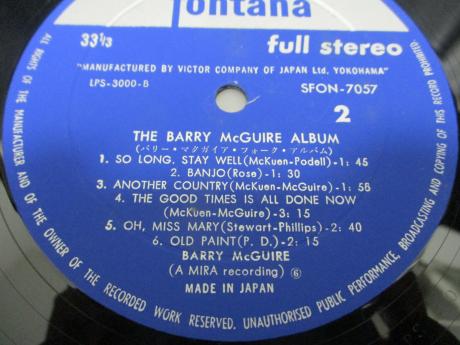 fontana
33 1/3
full stereo
"MANUFACTURED BY VICTOR COMPANY OF JAPAN Ltd. YOKOHAMA"
LPS-3000-B
SFON-7057
2
THE BARRY McGUIRE ALBUM
(バリー・マクガイア・フォーク・アルバム)
1. SO LONG, STAY WELL(McKuen-Podell)-1: 45
2. BANJO(Rose)-1: 30
3. ANOTHER COUNTRY(McKuen-McGuire)-1: 58
4. THE GOOD TIMES IS ALL DONE NOW
(McKuen-McGuire)-3: 15
5. OH, MISS MARY(Stewart-Phillips)-2: 40
6. OLD PAINT(P. D.)-2: 15
BARRY McGUIRE
(A MIRA recording) ⑥
MADE IN JAPAN
ALL RIGHTS OF THE MANUFACTURER AND OF THE OWNER OF THE RECORDED WORK RESERVED. UNAUTHORISED PUBLIC PERFORMANCE, BROADCASTING AND COPYING OF THIS RECORD PROHIBITED.